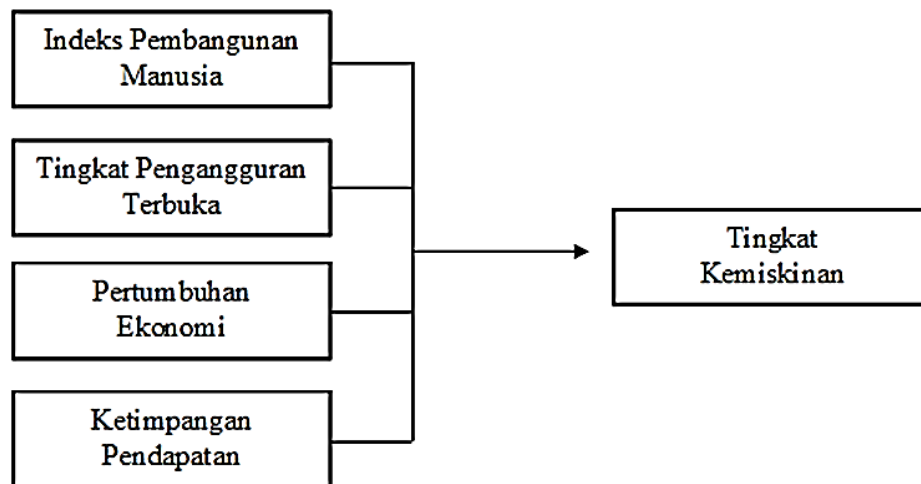 Indeks Pembangunan
Manusia
Tingkat Pengangguran
Terbuka
Pertumbuhan
Ekonomi
Ketimpangan
Pendapatan
Tingkat
Kemiskinan